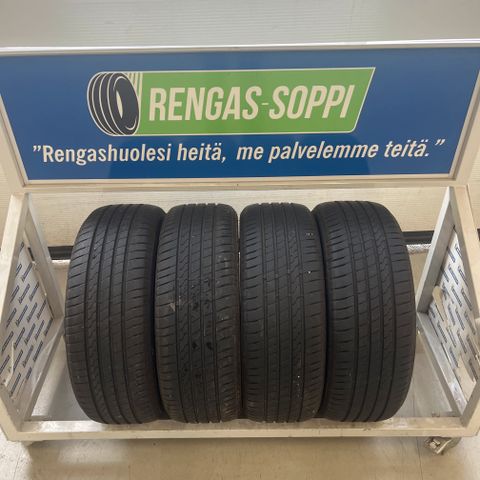 RENGAS-SOPPI
"Rengashuolesi heitä, me palvelemme teitä."